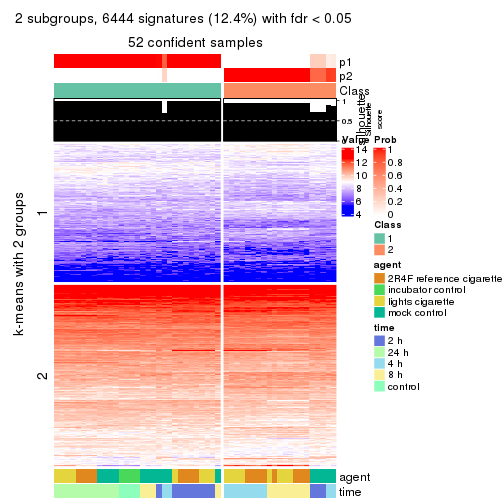 2 subgroups, 6444 signatures (12.4%) with fdr < 0.05
52 confident samples
p1
p2
Class
1
0.5
Silhouette
score
k-means with 2 groups
1
2
agent
time
Value
14
12
10
8
6
4
Prob
1
0.8
0.6
0.4
0.2
0
Class
1
2
agent
2R4F reference cigarette
incubator control
lights cigarette
mock control
time
2 h
24 h
4 h
8 h
control